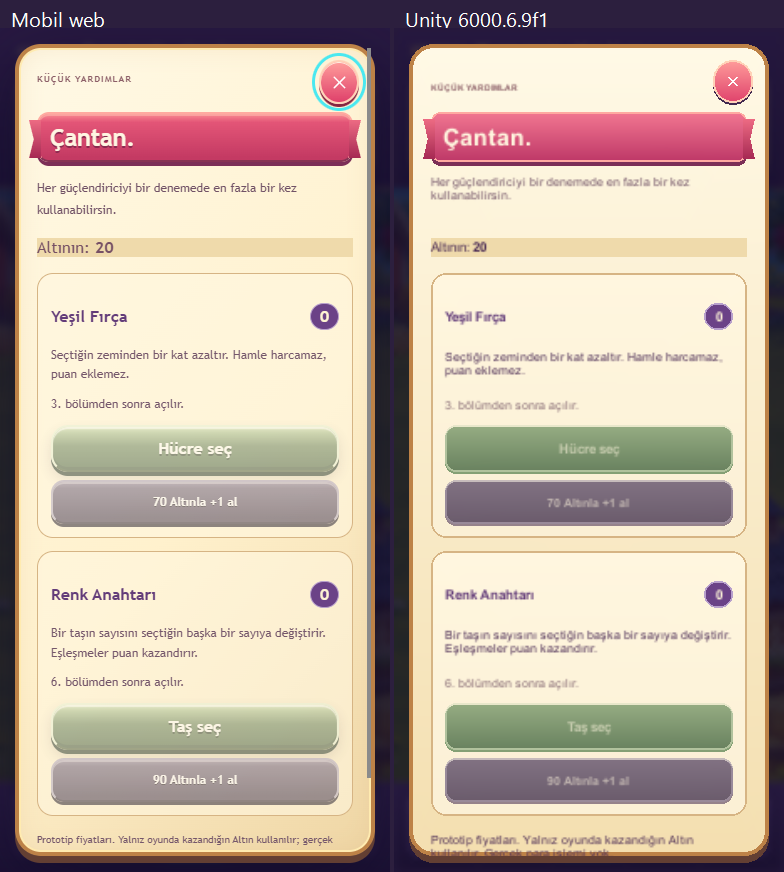 Mobil web
KÜÇÜK YARDIMLAR
Çantan.
Her güçlendiriciyi bir denemede en fazla bir kez
kullanabilirsin.
Altının: 20
Yeşil Fırça
0
Seçtiğin zeminden bir kat azaltır. Hamle harcamaz,
puan eklemez.
3. bölümden sonra açılır.
Hücre seç
70 Altınla +1 al
Renk Anahtarı
0
Bir taşın sayısını seçtiğin başka bir sayıya değiştirir.
Eşleşmeler puan kazandırır.
6. bölümden sonra açılır.
Taş seç
90 Altınla +1 al
Prototip fiyatları. Yalnız oyunda kazandığın Altın kullanılır; gerçek
Unity 6000.6.9f1
KÜÇÜK YARDIMLAR
Çantan.
Her güçlendiriciyi bir denemede en fazla bir kez
kullanabilirsin.
Altının: 20
Yeşil Fırça
0
Seçtiğin zeminden bir kat azaltır. Hamle harcamaz,
puan eklemez.
3. bölümden sonra açılır.
Hücre seç
70 Altınla +1 al
Renk Anahtarı
0
Bir taşın sayısını seçtiğin başka bir sayıya değiştirir.
Eşleşmeler puan kazandırır.
6. bölümden sonra açılır.
Taş seç
90 Altınla +1 al
Prototip fiyatları. Yalnız oyunda kazandığın Altın
kullanılır. Gerçek para işlemi yok.